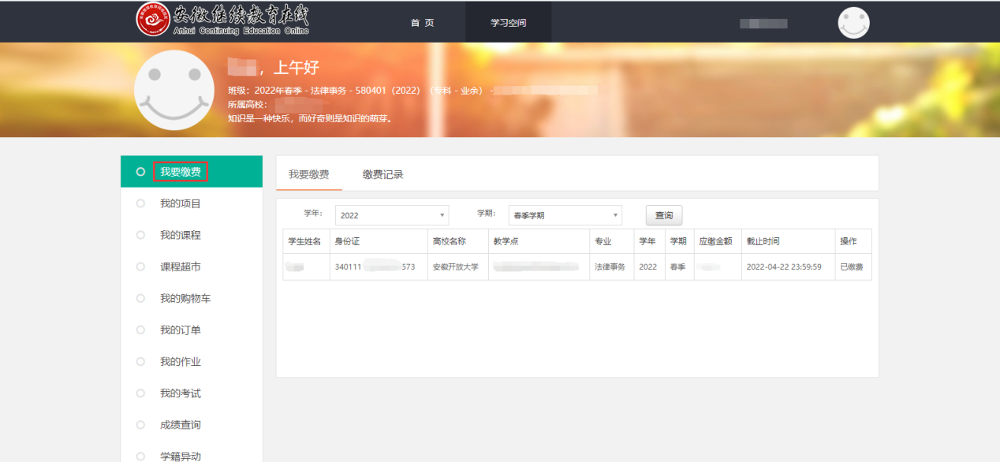 安徽继续教育在线
Anhui Continuing Education Online
首 页
学习空间
，上午好
班级：2022年春季 - 法律事务 - 580401（2022）（专科 - 业余） -
所属高校：
知识是一种快乐，而好奇则是知识的萌芽。
我要缴费
我的项目
我的课程
课程超市
我的购物车
我的订单
我的作业
我的考试
成绩查询
学籍异动
我要缴费 缴费记录
学年： 2022 学期： 春季学期 查询
学生姓名 身份证 高校名称 教学点 专业 学年 学期 应缴金额 截止时间 操作
340111 573 安徽开放大学 法律事务 2022 春季 2022-04-22 23:59:59 已缴费